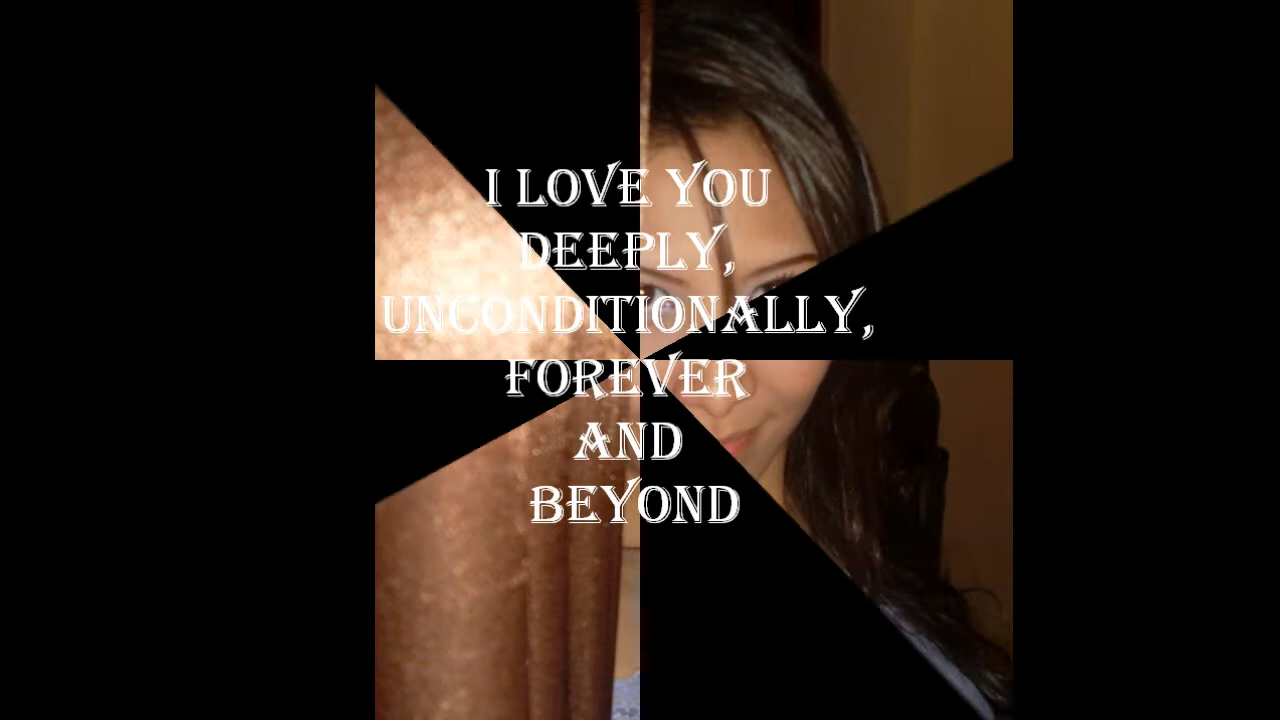 I LOVE YOU
DEEPLY,
UNCONDITIONALLY,
FOREVER
AND
BEYOND